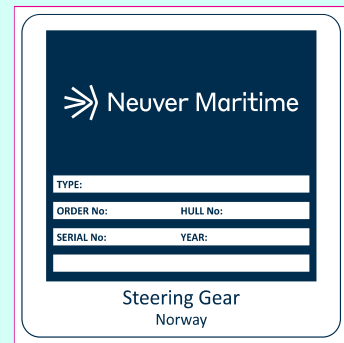 Neuver Maritime
TYPE:
ORDER No: HULL No:
SERIAL No: YEAR:
Steering Gear
Norway